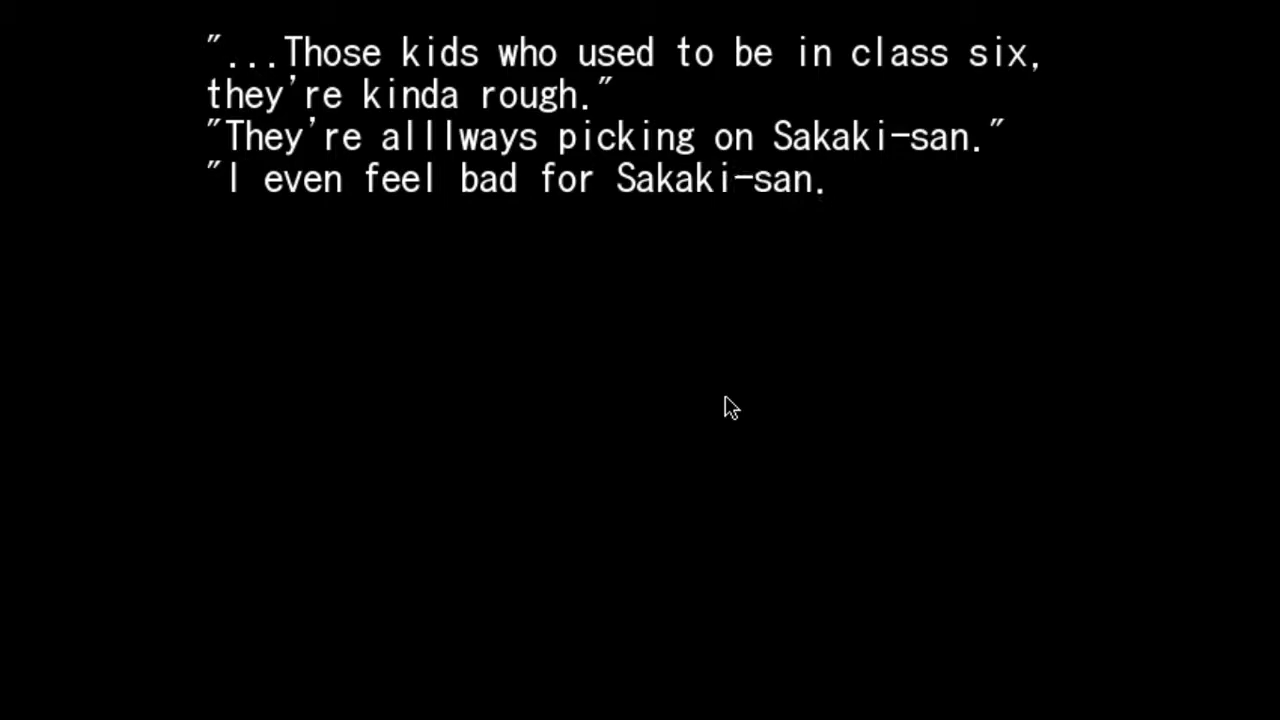 "...Those kids who used to be in class six,
they're kinda rough."
"They're alllways picking on Sakaki-san."
"I even feel bad for Sakaki-san.